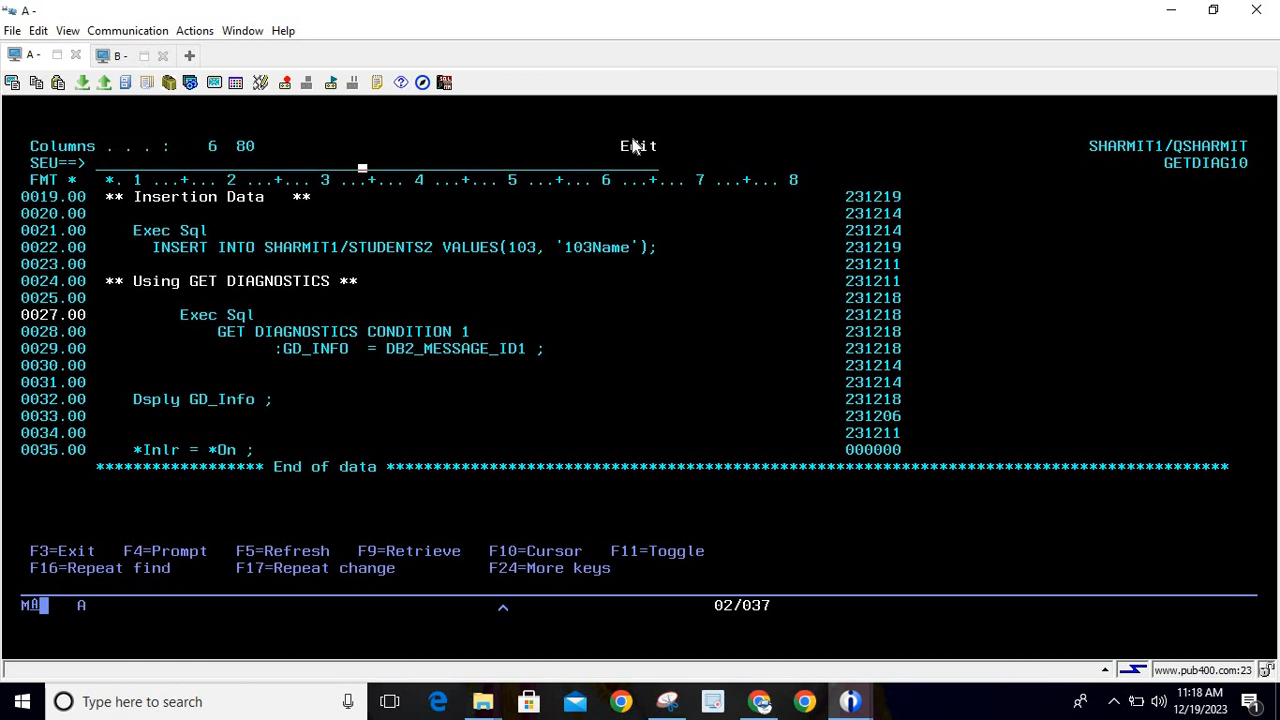 A -
File Edit View Communication Actions Window Help
A - B -
Columns . . . : 6 80 Edit SHARMIT1/QSHARMIT
SEU==> GETDIAG10
FMT * *. 1 ...+... 2 ...+... 3 ...+... 4 ...+... 5 ...+... 6 ...+... 7 ...+... 8
0019.00 ** Insertion Data ** 231219
0020.00 231214
0021.00 Exec Sql 231214
0022.00 INSERT INTO SHARMIT1/STUDENTS2 VALUES(103, '103Name'); 231219
0023.00 231211
0024.00 ** Using GET DIAGNOSTICS ** 231211
0025.00 231218
0027.00 Exec Sql 231218
0028.00 GET DIAGNOSTICS CONDITION 1 231218
0029.00 :GD_INFO = DB2_MESSAGE_ID1 ; 231218
0030.00 231214
0031.00 231214
0032.00 Dsply GD_Info ; 231218
0033.00 231206
0034.00 231211
0035.00 *Inlr = *On ; 000000
****************** End of data ******************************************************************************************
F3=Exit F4=Prompt F5=Refresh F9=Retrieve F10=Cursor F11=Toggle
F16=Repeat find F17=Repeat change F24=More keys
MA A 02/037
www.pub400.com:23
Type here to search
11:18 AM
12/19/2023